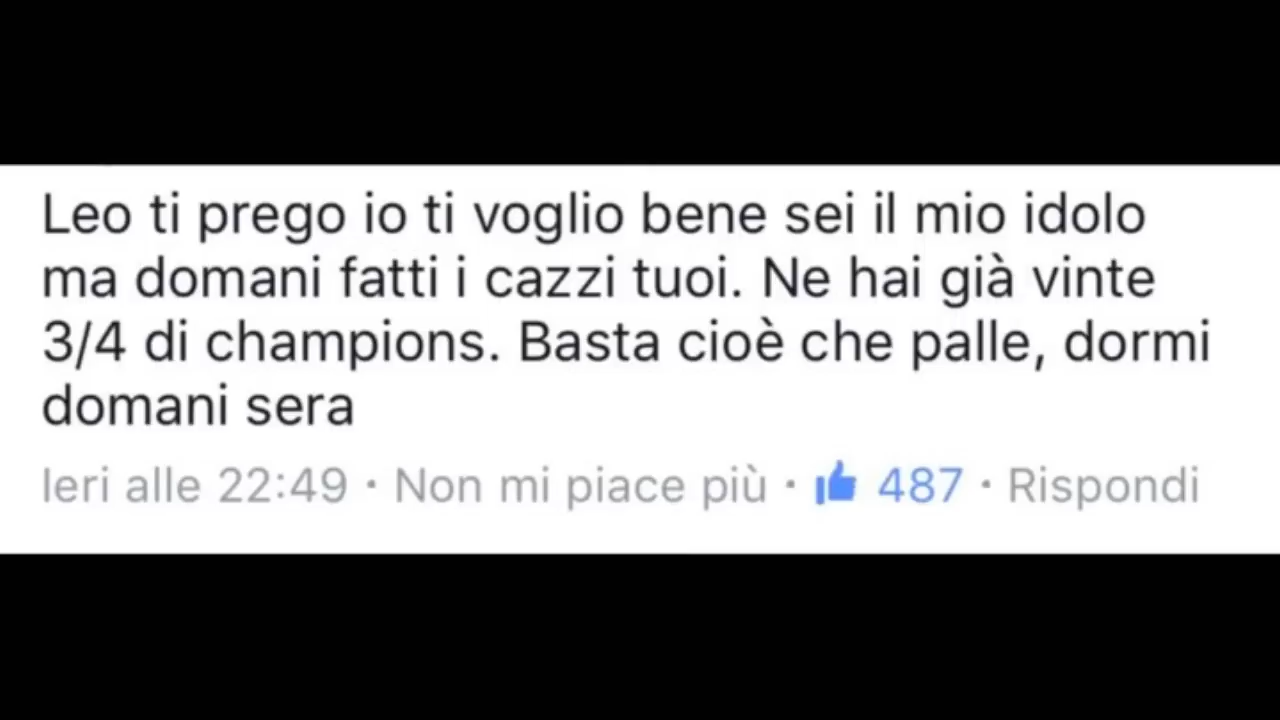 Leo ti prego io ti voglio bene sei il mio idolo
ma domani fatti i cazzi tuoi. Ne hai già vinte
3/4 di champions. Basta cioè che palle, dormi
domani sera
Ieri alle 22:49 · Non mi piace più · 487 · Rispondi